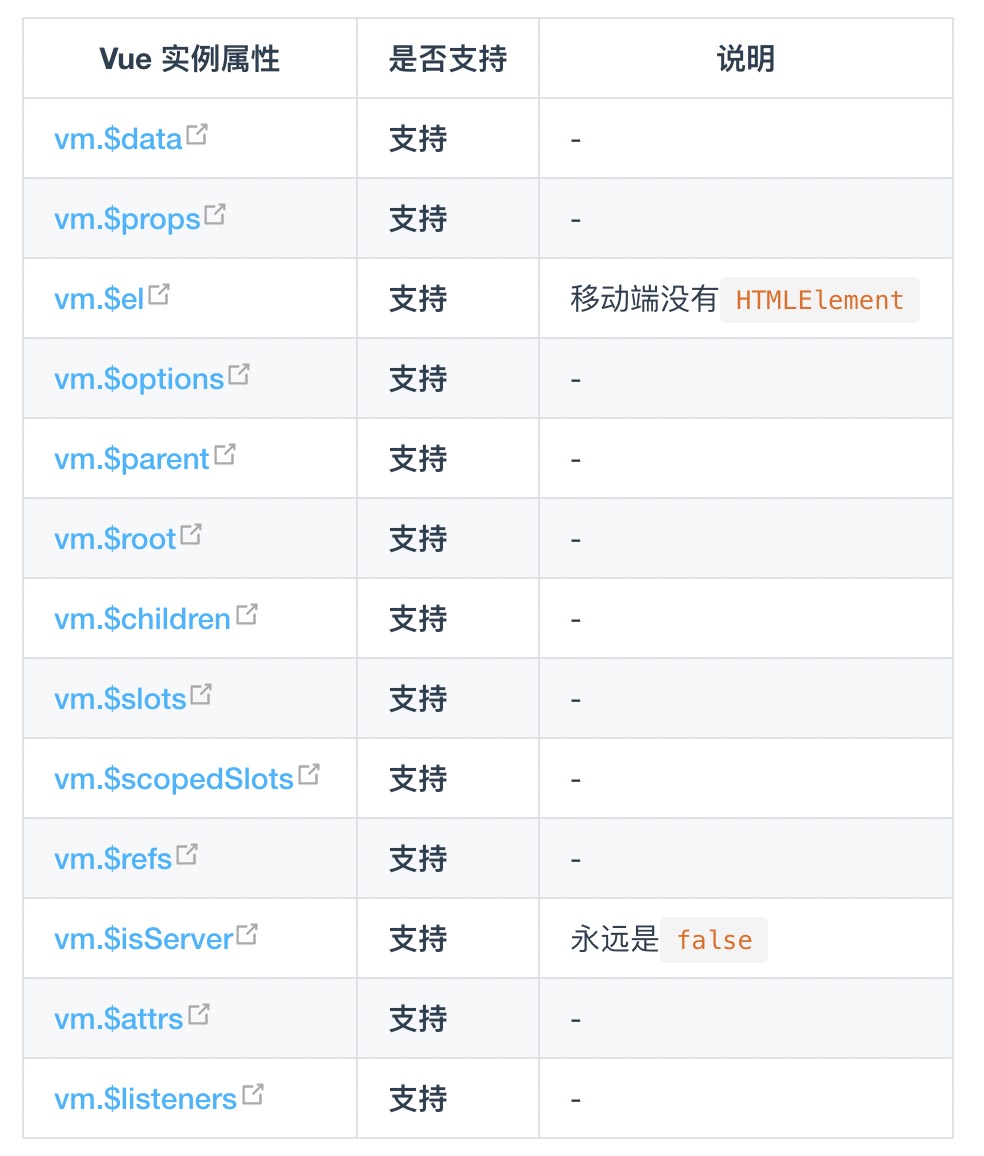 Vue 实例属性 是否支持 说明
vm.$data 支持 -
vm.$props 支持 -
vm.$el 支持 移动端没有 HTMLElement
vm.$options 支持 -
vm.$parent 支持 -
vm.$root 支持 -
vm.$children 支持 -
vm.$slots 支持 -
vm.$scopedSlots 支持 -
vm.$refs 支持 -
vm.$isServer 支持 永远是 false
vm.$attrs 支持 -
vm.$listeners 支持 -